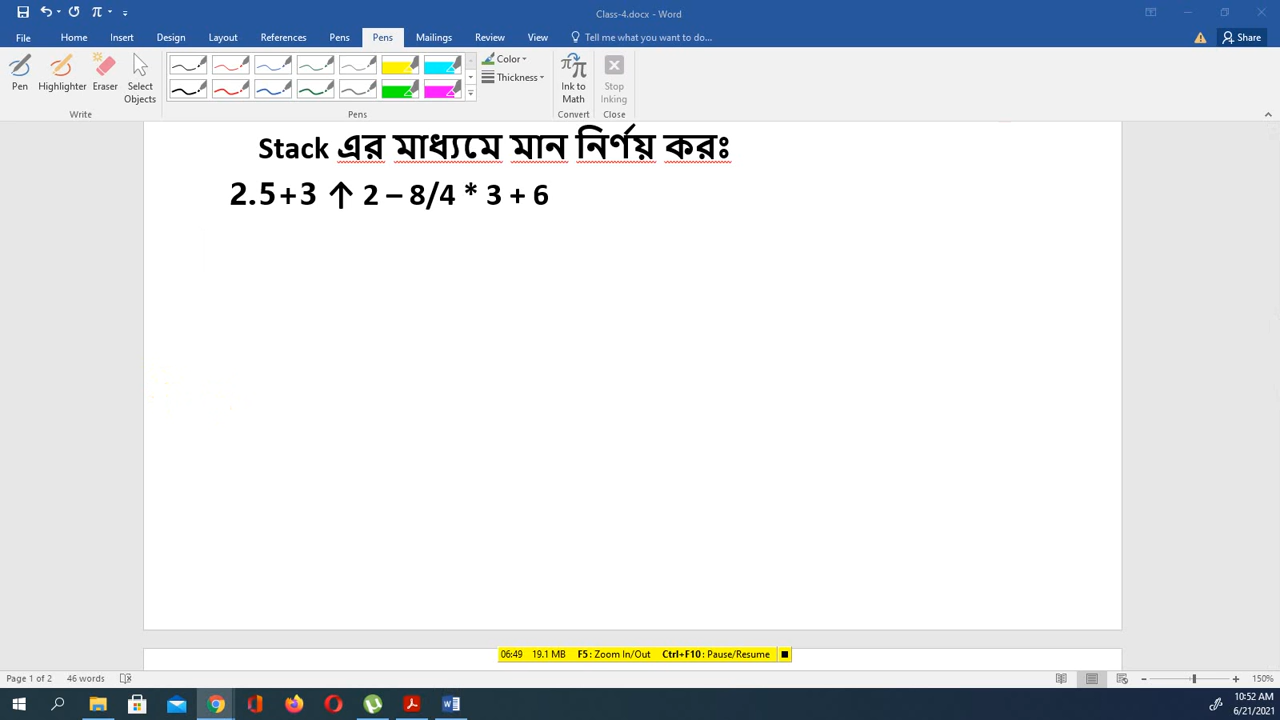 Class-4.docx - Word
File Home Insert Design Layout References Pens Pens Mailings Review View Tell me what you want to do... Share
Pen Highlighter Eraser Select Objects Color Thickness Ink to Math Stop Inking
Write Pens Convert Close
Stack এর মাধ্যমে মান নির্ণয় করঃ
2.5+3 ↑ 2 – 8/4 * 3 + 6
06:49 19.1 MB F5: Zoom In/Out Ctrl+F10: Pause/Resume
Page 1 of 2 46 words 150%
10:52 AM
6/21/2021